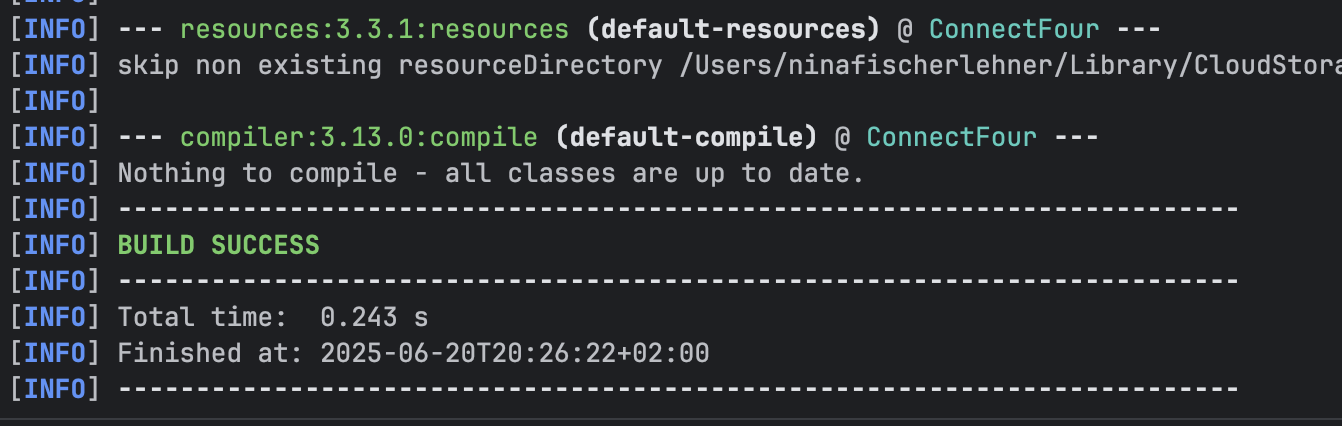 [INFO]
[INFO] --- resources:3.3.1:resources (default-resources) @ ConnectFour ---
[INFO] skip non existing resourceDirectory /Users/ninafischerlehner/Library/CloudStora
[INFO]
[INFO] --- compiler:3.13.0:compile (default-compile) @ ConnectFour ---
[INFO] Nothing to compile - all classes are up to date.
[INFO] ------------------------------------------------------------------------
[INFO] BUILD SUCCESS
[INFO] ------------------------------------------------------------------------
[INFO] Total time:  0.243 s
[INFO] Finished at: 2025-06-20T20:26:22+02:00
[INFO] ------------------------------------------------------------------------